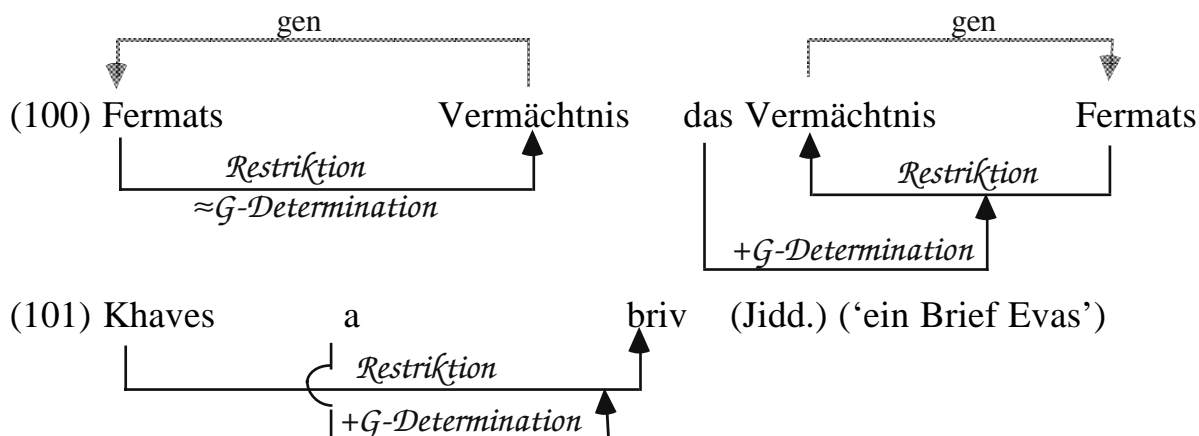 gen gen
(100) Fermats Vermächtnis das Vermächtnis Fermats
Restriktion Restriktion
≈G-Determination
+G-Determination
(101) Khaves a briv (Jidd.) (‘ein Brief Evas’)
Restriktion
+G-Determination